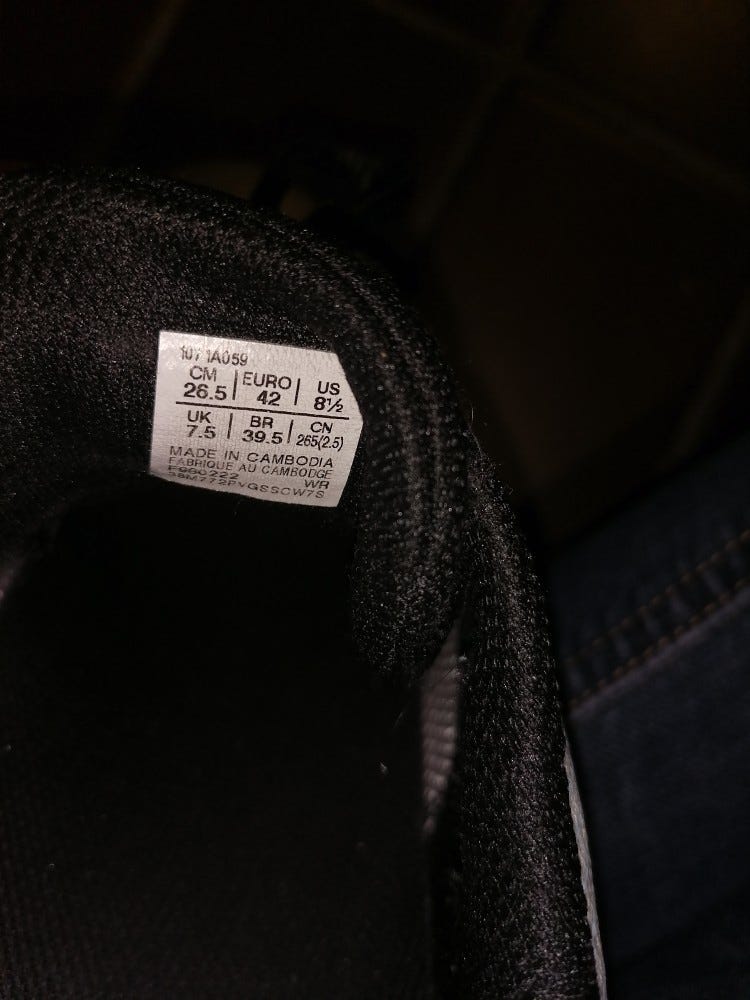 1071A059
CM EURO US
26.5 42 8½
UK BR CN
7.5 39.5 265(2.5)
MADE IN CAMBODIA
FABRIQUE AU CAMBODGE
WR